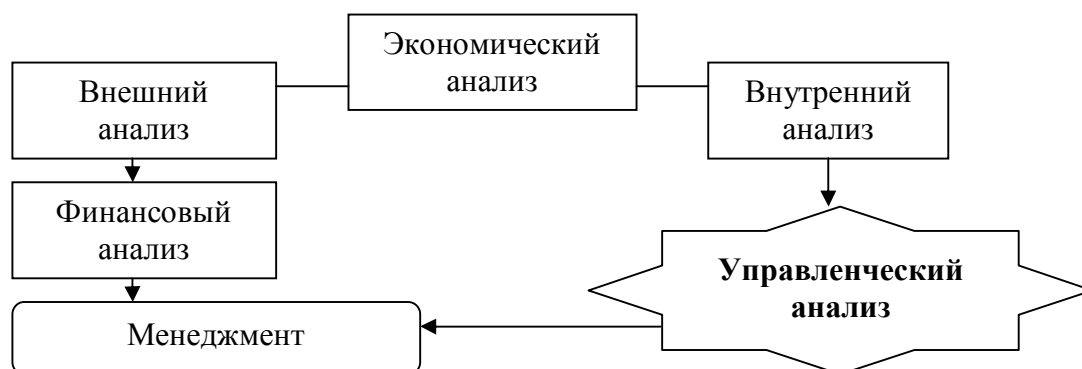 Экономический
анализ
Внешний
анализ
Внутренний
анализ
Финансовый
анализ
Управленческий
анализ
Менеджмент